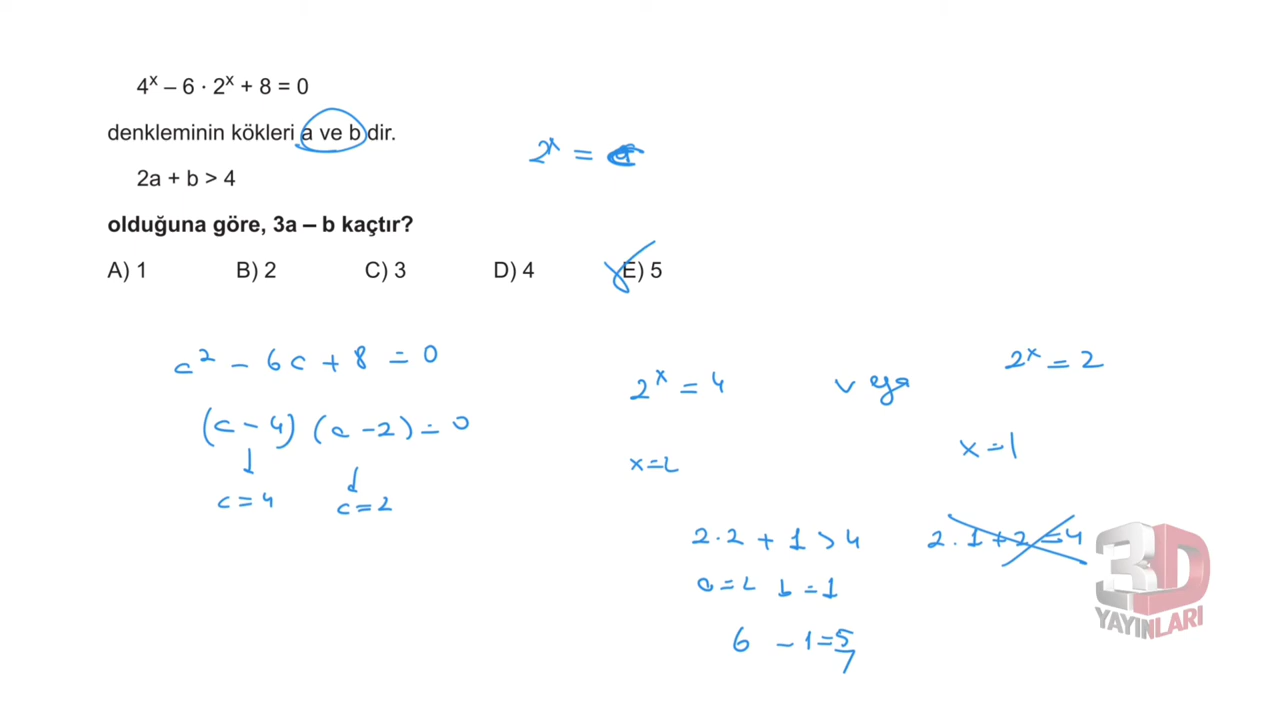 4ˣ – 6 · 2ˣ + 8 = 0
denkleminin kökleri a ve b dir.
2ˣ =
2a + b > 4
olduğuna göre, 3a – b kaçtır?
A) 1 B) 2 C) 3 D) 4 E) 5
c² – 6c + 8 = 0
(c – 4) (c – 2) = 0
c = 4 c = 2
2ˣ = 4 veya 2ˣ = 2
x = 2 x = 1
2.2 + 1 > 4 2.1 + 2 = 4
a = 2 b = 1
6 – 1 = 5
3D
YAYINLARI